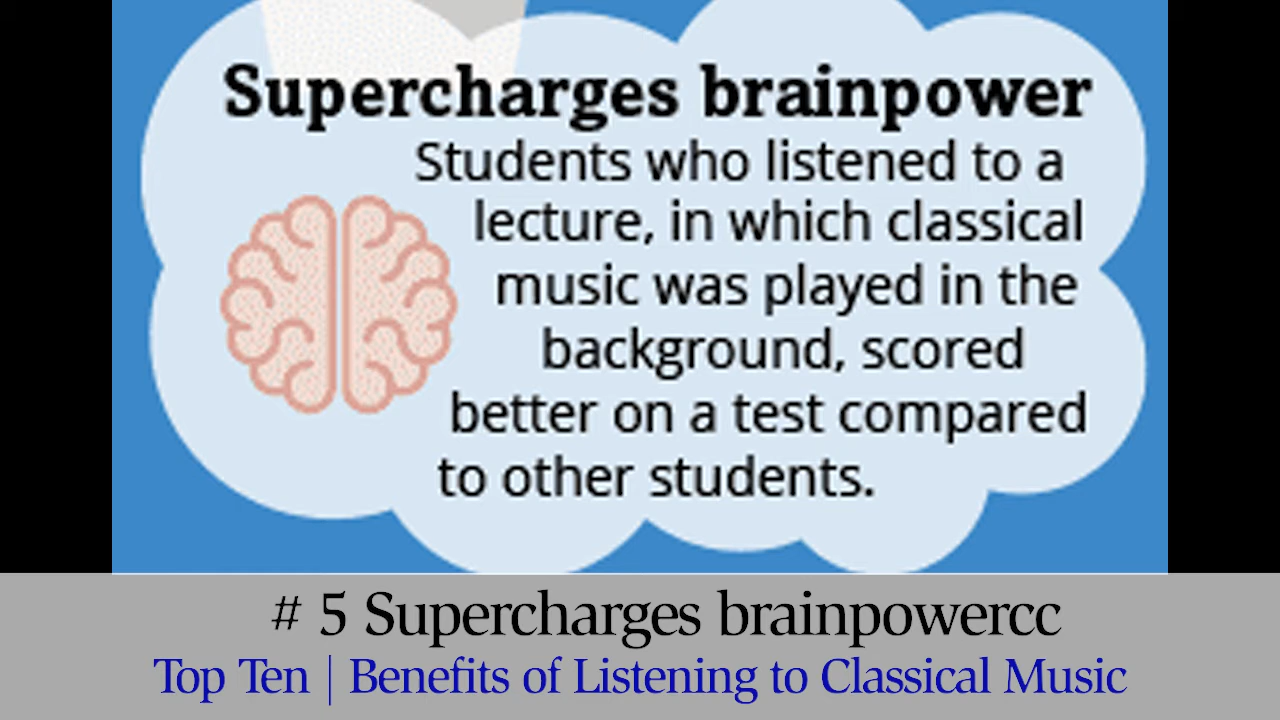 Supercharges brainpower
Students who listened to a
lecture, in which classical
music was played in the
background, scored
better on a test compared
to other students.
# 5 Supercharges brainpowercc
Top Ten | Benefits of Listening to Classical Music